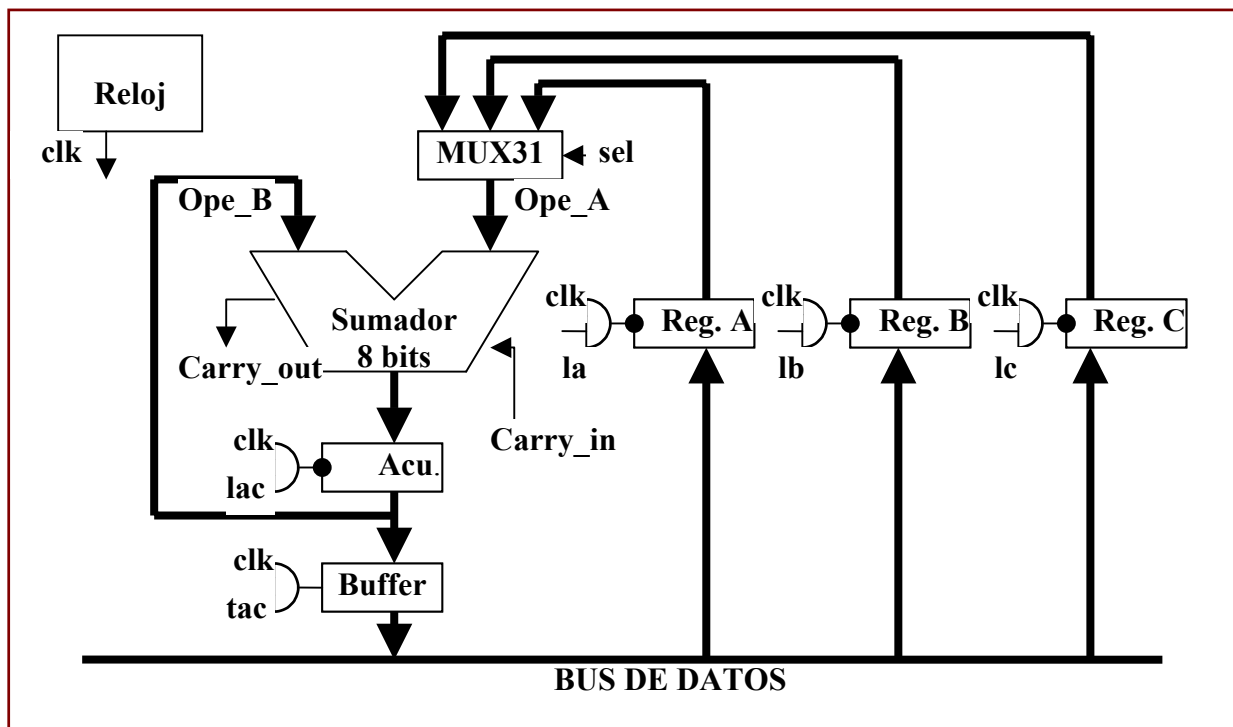 Reloj
clk
MUX31
sel
Ope_B
Ope_A
clk
Reg. A
clk
Reg. B
clk
Reg. C
Sumador
8 bits
Carry_out
la
lb
lc
Carry_in
clk
Acu.
lac
clk
Buffer
tac
BUS DE DATOS